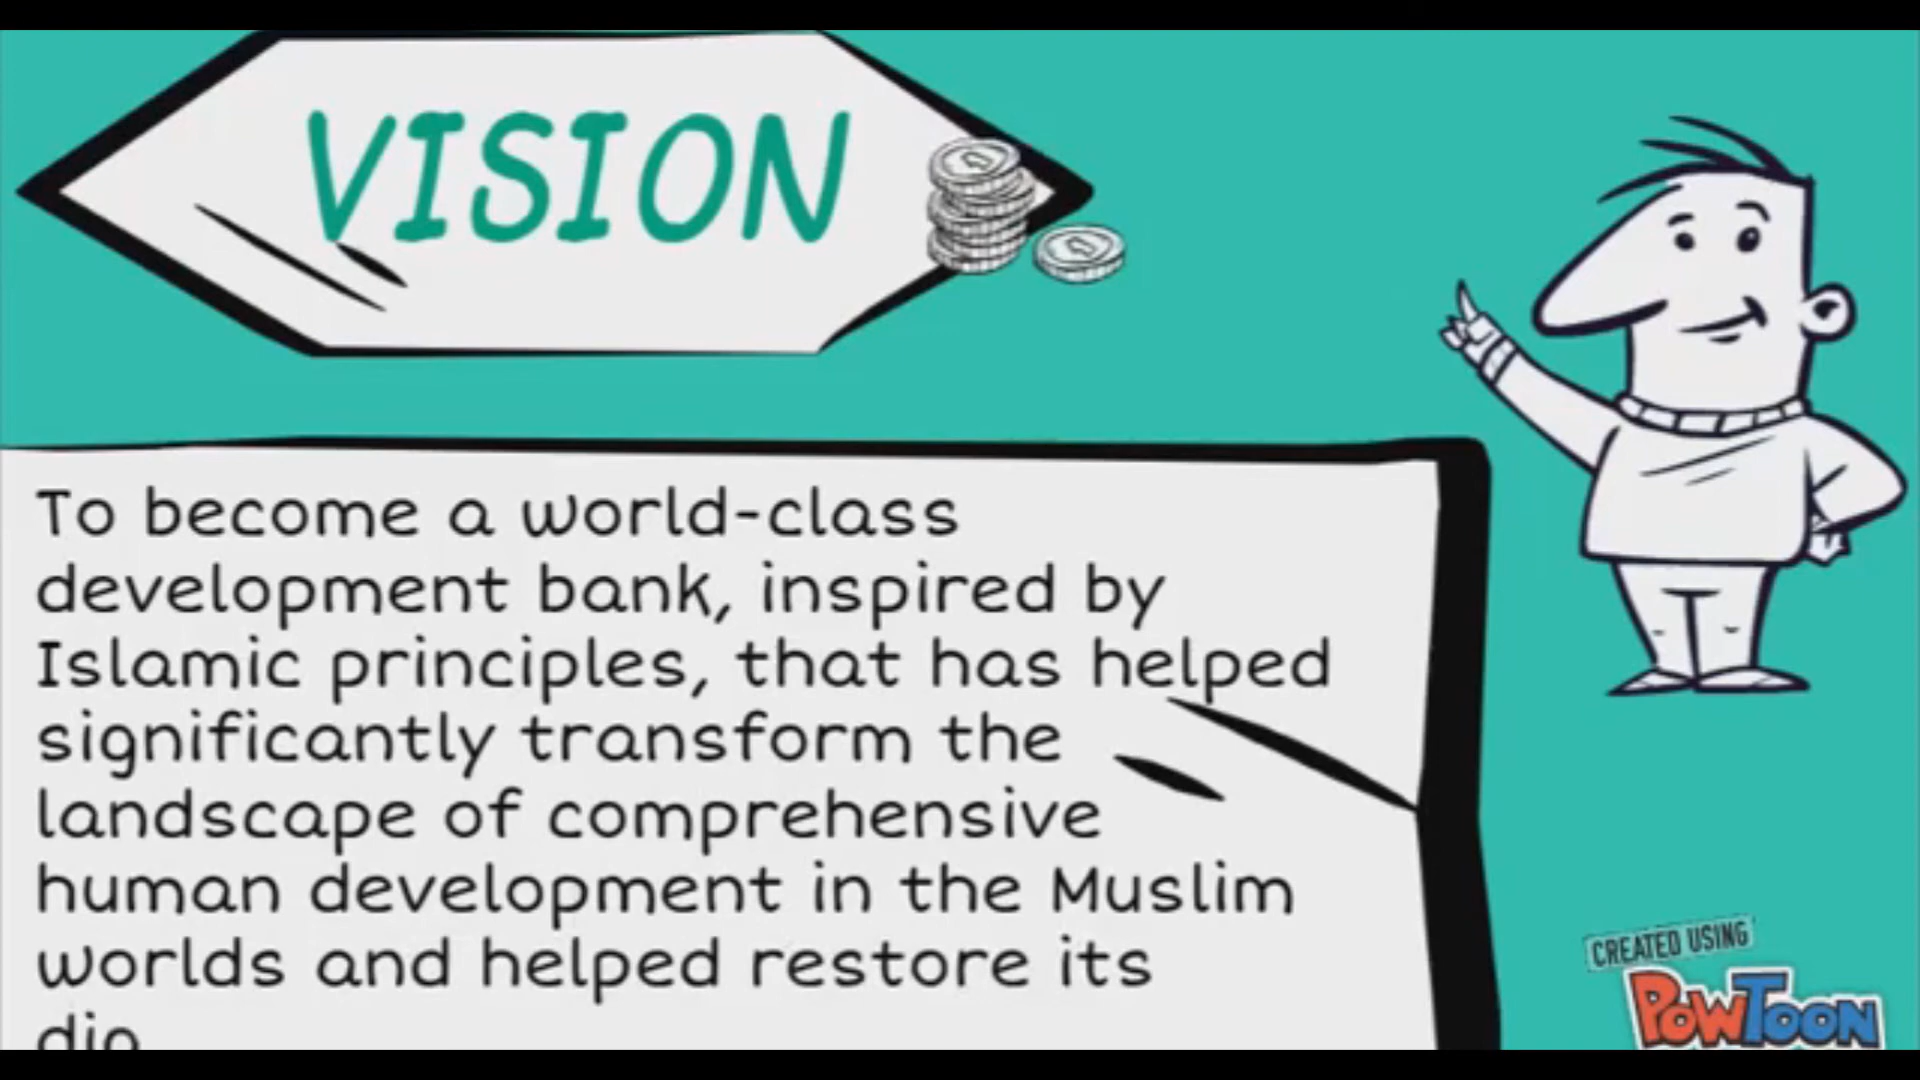 VISION
To become a world-class
development bank, inspired by
Islamic principles, that has helped
significantly transform the
landscape of comprehensive
human development in the Muslim
worlds and helped restore its
CREATED USING
POWTOON